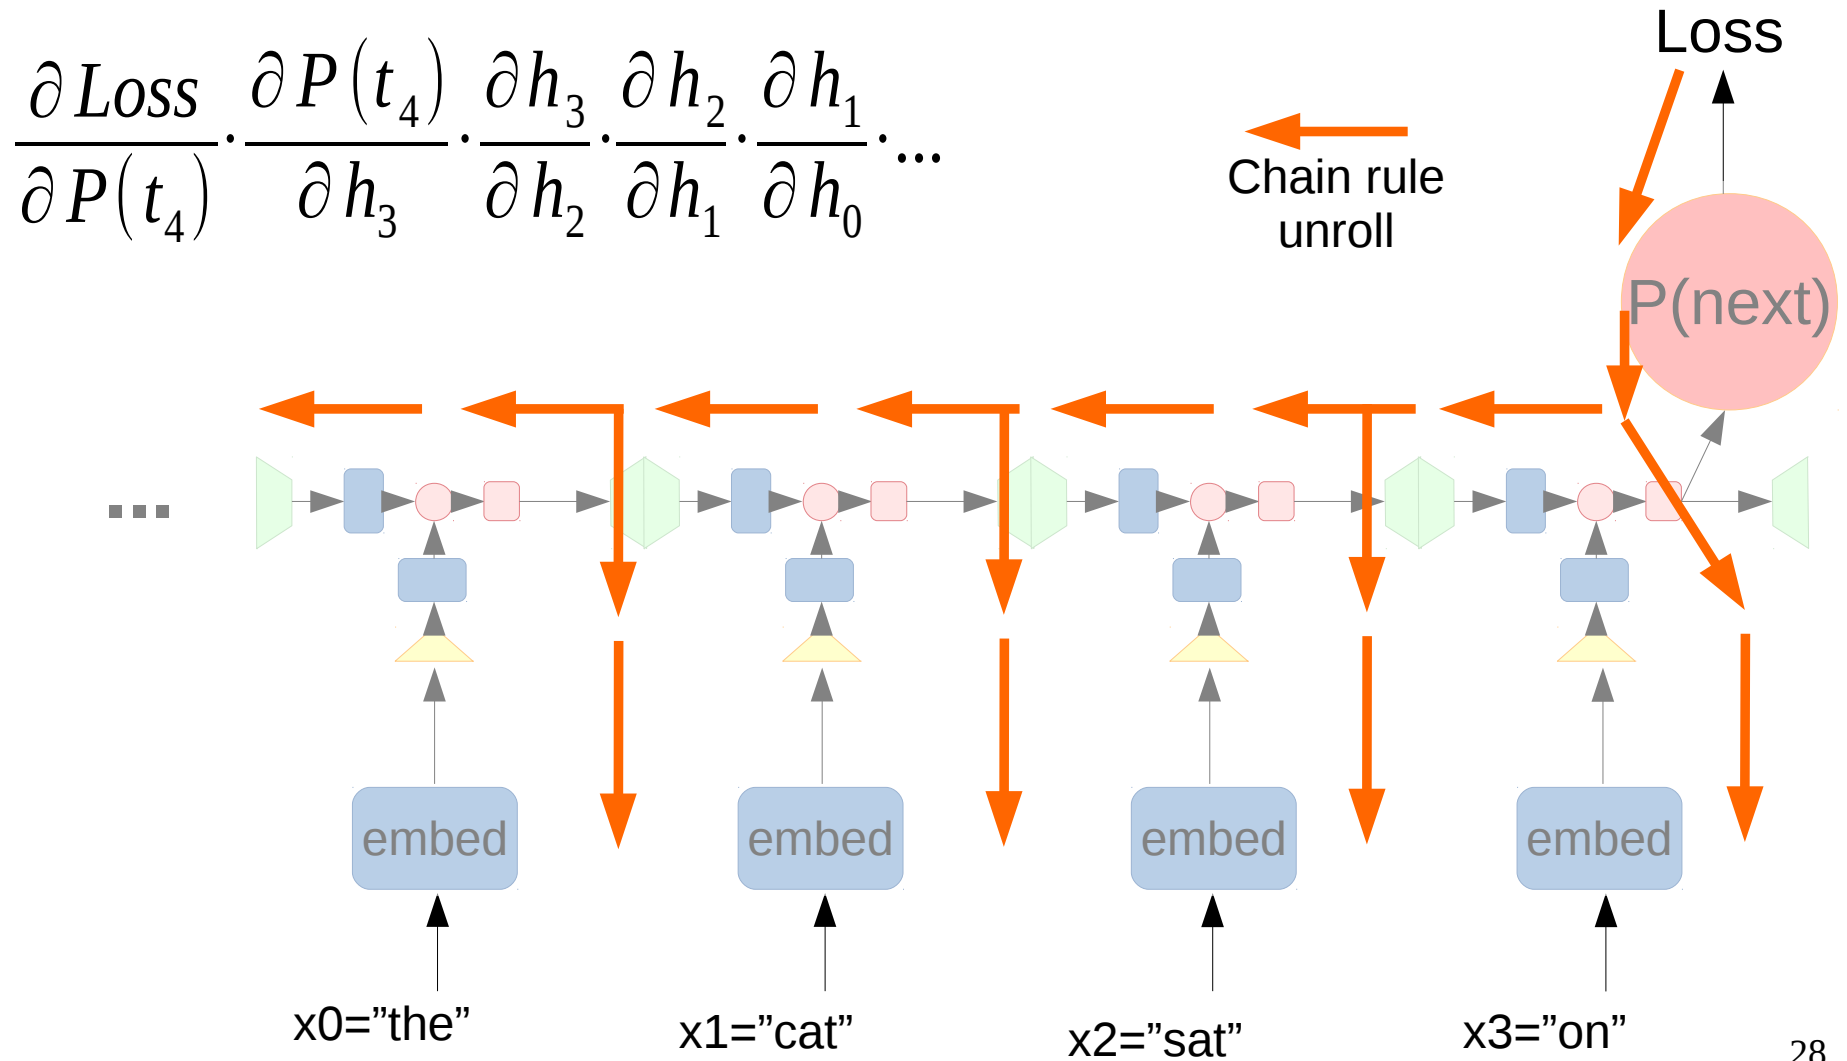 Loss
∂Loss/∂P(t₄) · ∂P(t₄)/∂h₃ · ∂h₃/∂h₂ · ∂h₂/∂h₁ · ∂h₁/∂h₀ · ...
Chain rule
unroll
P(next)
...
embed embed embed embed
x0=”the” x1=”cat” x2=”sat” x3=”on”
28